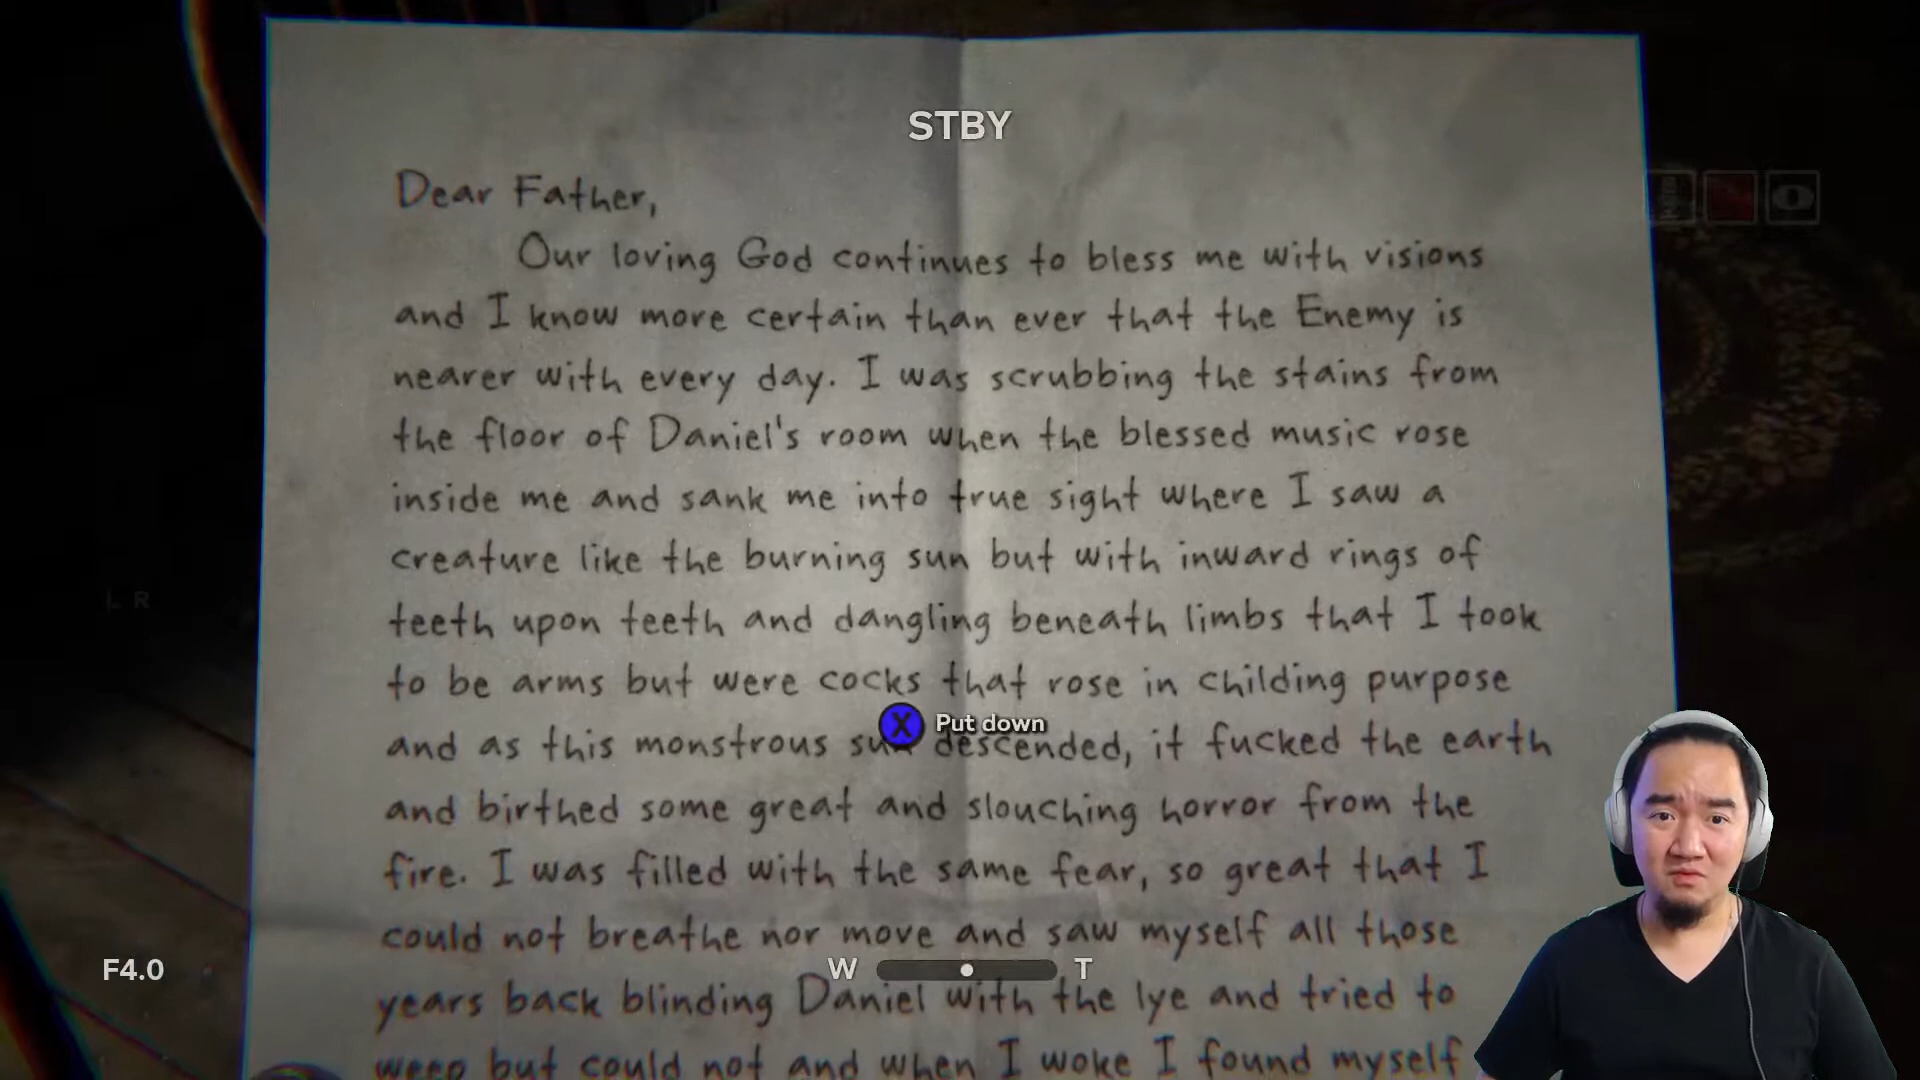 STBY
Dear Father,
Our loving God continues to bless me with visions
and I know more certain than ever that the Enemy is
nearer with every day. I was scrubbing the stains from
the floor of Daniel's room when the blessed music rose
inside me and sank me into true sight where I saw a
creature like the burning sun but with inward rings of
teeth upon teeth and dangling beneath limbs that I took
to be arms but were cocks that rose in childing purpose
X Put down
and as this monstrous sun descended, it fucked the earth
and birthed some great and slouching horror from the
fire. I was filled with the same fear, so great that I
could not breathe nor move and saw myself all those
F4.0
W T
years back blinding Daniel with the lye and tried to
weep but could not and when I woke I found myself
L R